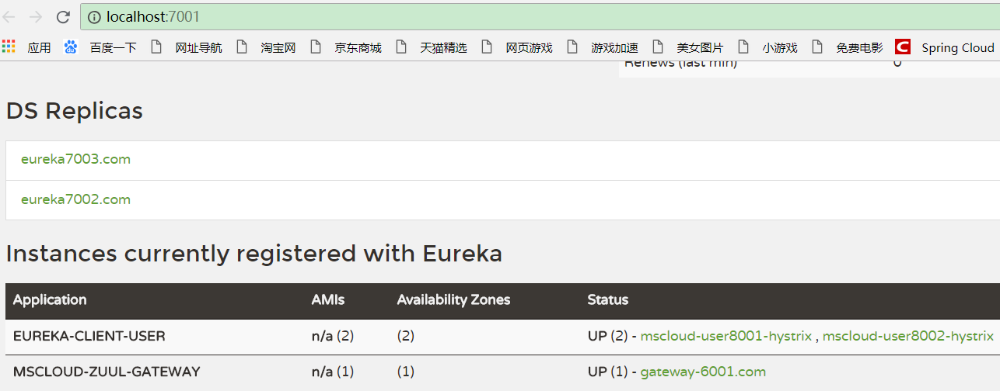 localhost:7001
应用 百度一下 网址导航 淘宝网 京东商城 天猫精选 网页游戏 游戏加速 美女图片 小游戏 免费电影 C Spring Cloud
Renews (last min) 0
DS Replicas
eureka7003.com
eureka7002.com
Instances currently registered with Eureka
Application AMIs Availability Zones Status
EUREKA-CLIENT-USER n/a (2) (2) UP (2) - mscloud-user8001-hystrix , mscloud-user8002-hystrix
MSCLOUD-ZUUL-GATEWAY n/a (1) (1) UP (1) - gateway-6001.com